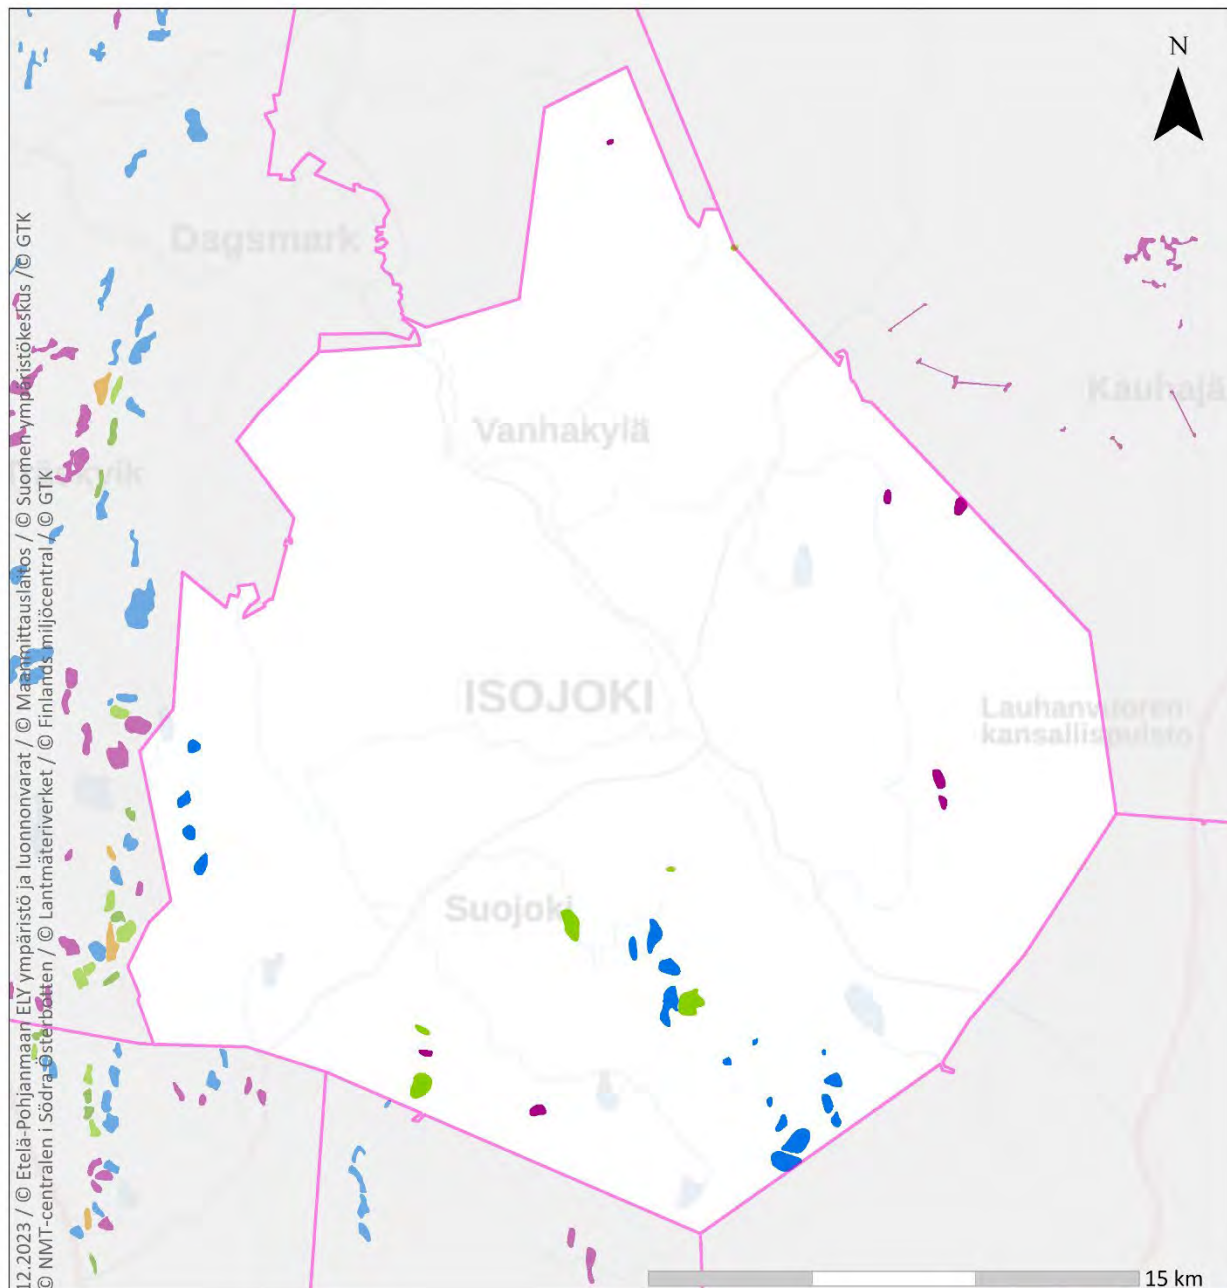 N
Dagsmark
Vanhakylä
Kauhajä
ISOJOKI
Lauhanvuoren
kansallispuisto
Suojoki
15 km
12.2023 / © Etelä-Pohjanmaan ELY ympäristö ja luonnonvarat / © Maanmittauslaitos / © Suomen ympäristökeskus /© GTK
© NMT-centralen i Södra Österbotten / © Lantmäteriverket / © Finlands miljöcentral / © GTK